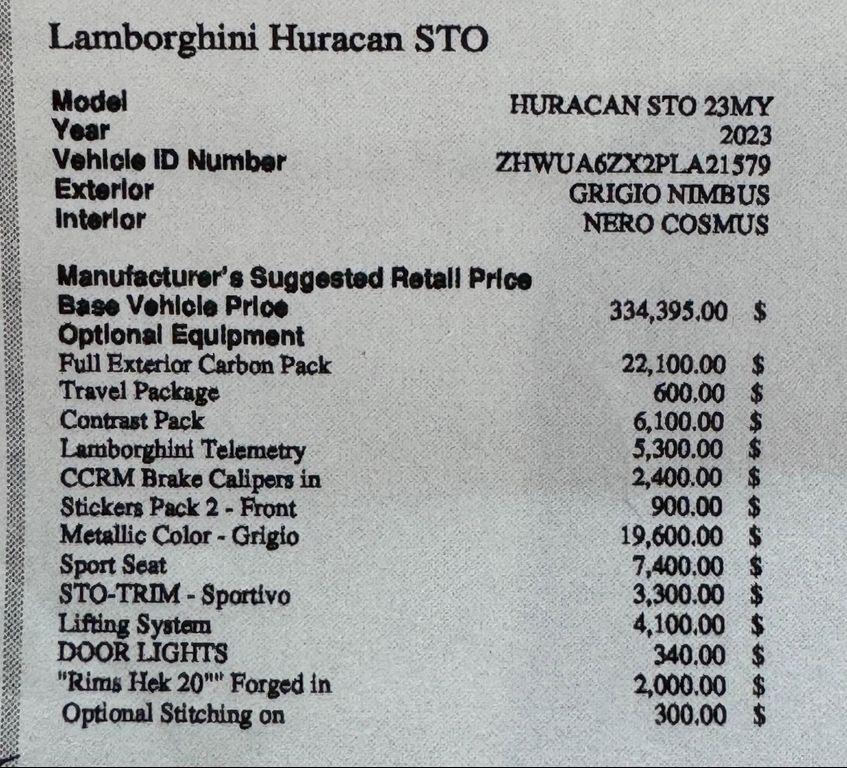 Lamborghini Huracan STO
Model HURACAN STO 23MY
Year 2023
Vehicle ID Number ZHWUA6ZX2PLA21579
Exterior GRIGIO NIMBUS
Interior NERO COSMUS
Manufacturer's Suggested Retail Price
Base Vehicle Price 334,395.00 $
Optional Equipment
Full Exterior Carbon Pack 22,100.00 $
Travel Package 600.00 $
Contrast Pack 6,100.00 $
Lamborghini Telemetry 5,300.00 $
CCRM Brake Calipers in 2,400.00 $
Stickers Pack 2 - Front 900.00 $
Metallic Color - Grigio 19,600.00 $
Sport Seat 7,400.00 $
STO-TRIM - Sportivo 3,300.00 $
Lifting System 4,100.00 $
DOOR LIGHTS 340.00 $
"Rims Hek 20"" Forged in 2,000.00 $
Optional Stitching on 300.00 $